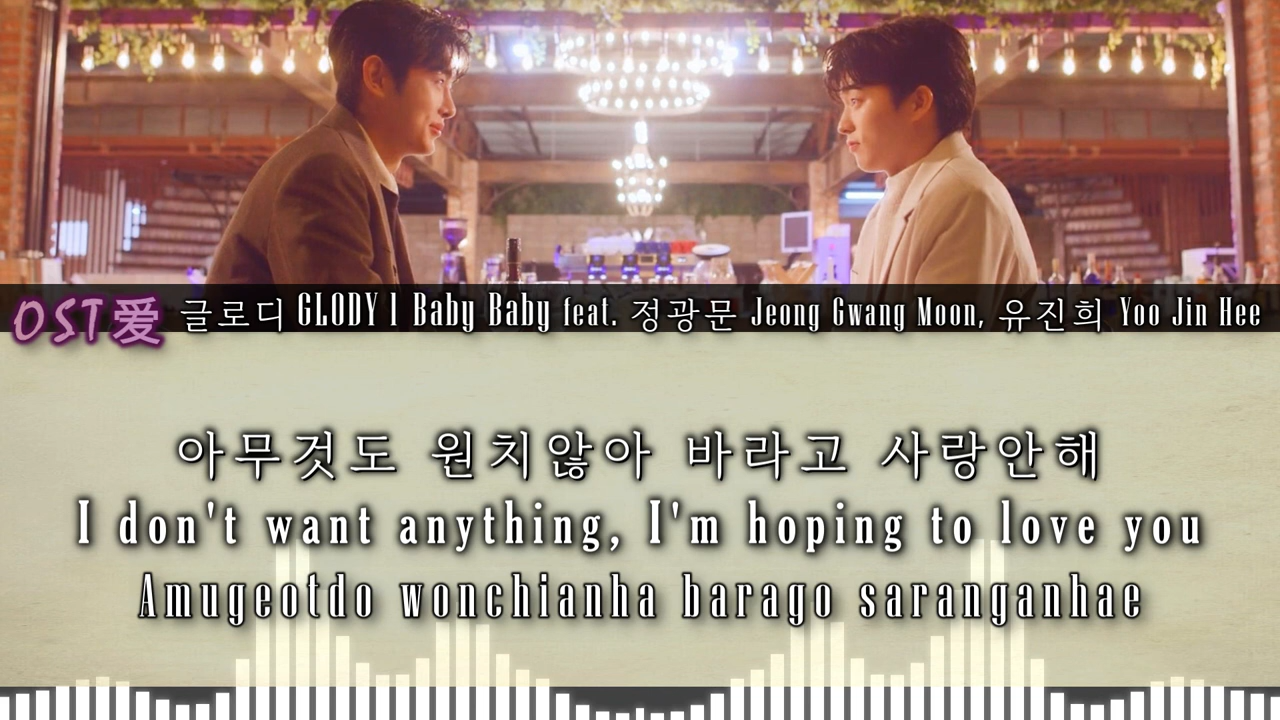 OST爱 글로디 GLODY l Baby Baby feat. 정광문 Jeong Gwang Moon, 유진희 Yoo Jin Hee
아무것도 원치않아 바라고 사랑안해
I don't want anything, I'm hoping to love you
Amugeotdo wonchianha barago saranganhae